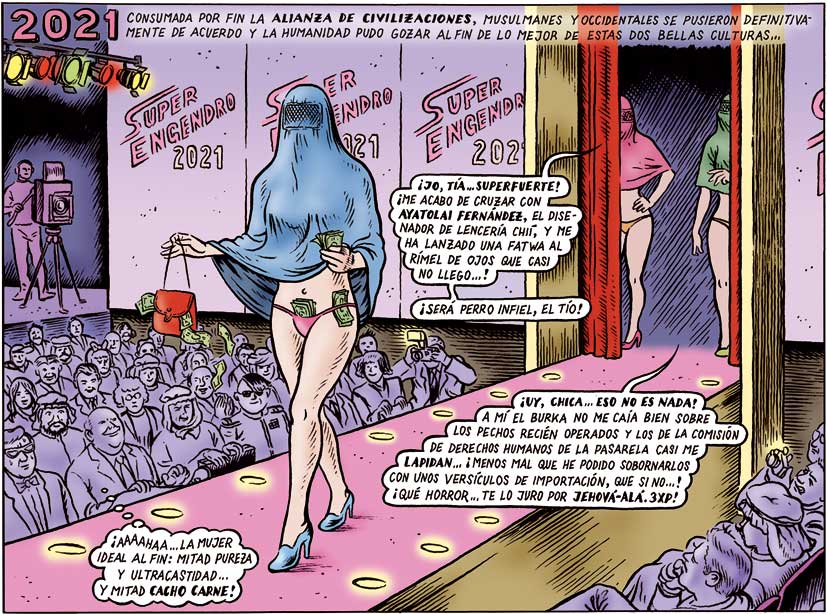 2021
CONSUMADA POR FIN LA ALIANZA DE CIVILIZACIONES, MUSULMANES Y OCCIDENTALES SE PUSIERON DEFINITIVA-
MENTE DE ACUERDO Y LA HUMANIDAD PUDO GOZAR AL FIN DE LO MEJOR DE ESTAS DOS BELLAS CULTURAS...
SUPER
ENGENDRO
2021
SUPER
ENGENDRO
2021
SUPER
ENGENDRO
202
¡JO, TÍA...SUPERFUERTE!
¡ME ACABO DE CRUZAR CON
AYATOLAI FERNÁNDEZ, EL DISE-
NADOR DE LENCERÍA CHIÍ, Y ME
HA LANZADO UNA FATWA AL
RÍMEL DE OJOS QUE CASI
NO LLEGO...!
¡SERÁ PERRO INFIEL, EL TÍO!
¡UY, CHICA... ESO NO ES NADA!
A MÍ EL BURKA NO ME CAÍA BIEN SOBRE
LOS PECHOS RECIÉN OPERADOS Y LOS DE LA COMISIÓN
DE DERECHOS HUMANOS DE LA PASARELA CASI ME
LAPIDAN... ¡MENOS MAL QUE HE PODIDO SOBORNARLOS
CON UNOS VERSÍCULOS DE IMPORTACIÓN, QUE SI NO...!
¡QUÉ HORROR... TE LO JURO POR JEHOVÁ-ALÁ.3XP!
¡AAAHAA...LA MUJER
IDEAL AL FIN: MITAD PUREZA
Y ULTRACASTIDAD...
Y MITAD CACHO CARNE!